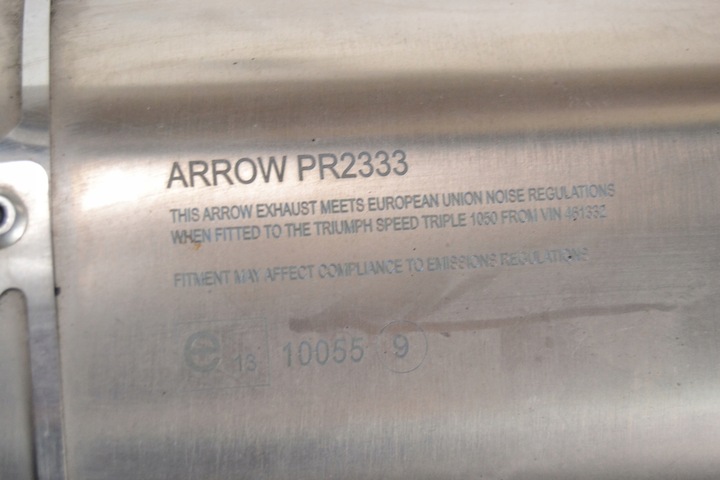 ARROW PR2333
THIS ARROW EXHAUST MEETS EUROPEAN UNION NOISE REGULATIONS
WHEN FITTED TO THE TRIUMPH SPEED TRIPLE 1050 FROM VIN 461332
FITMENT MAY AFFECT COMPLIANCE TO EMISSIONS REGULATIONS
e 13 10055 9